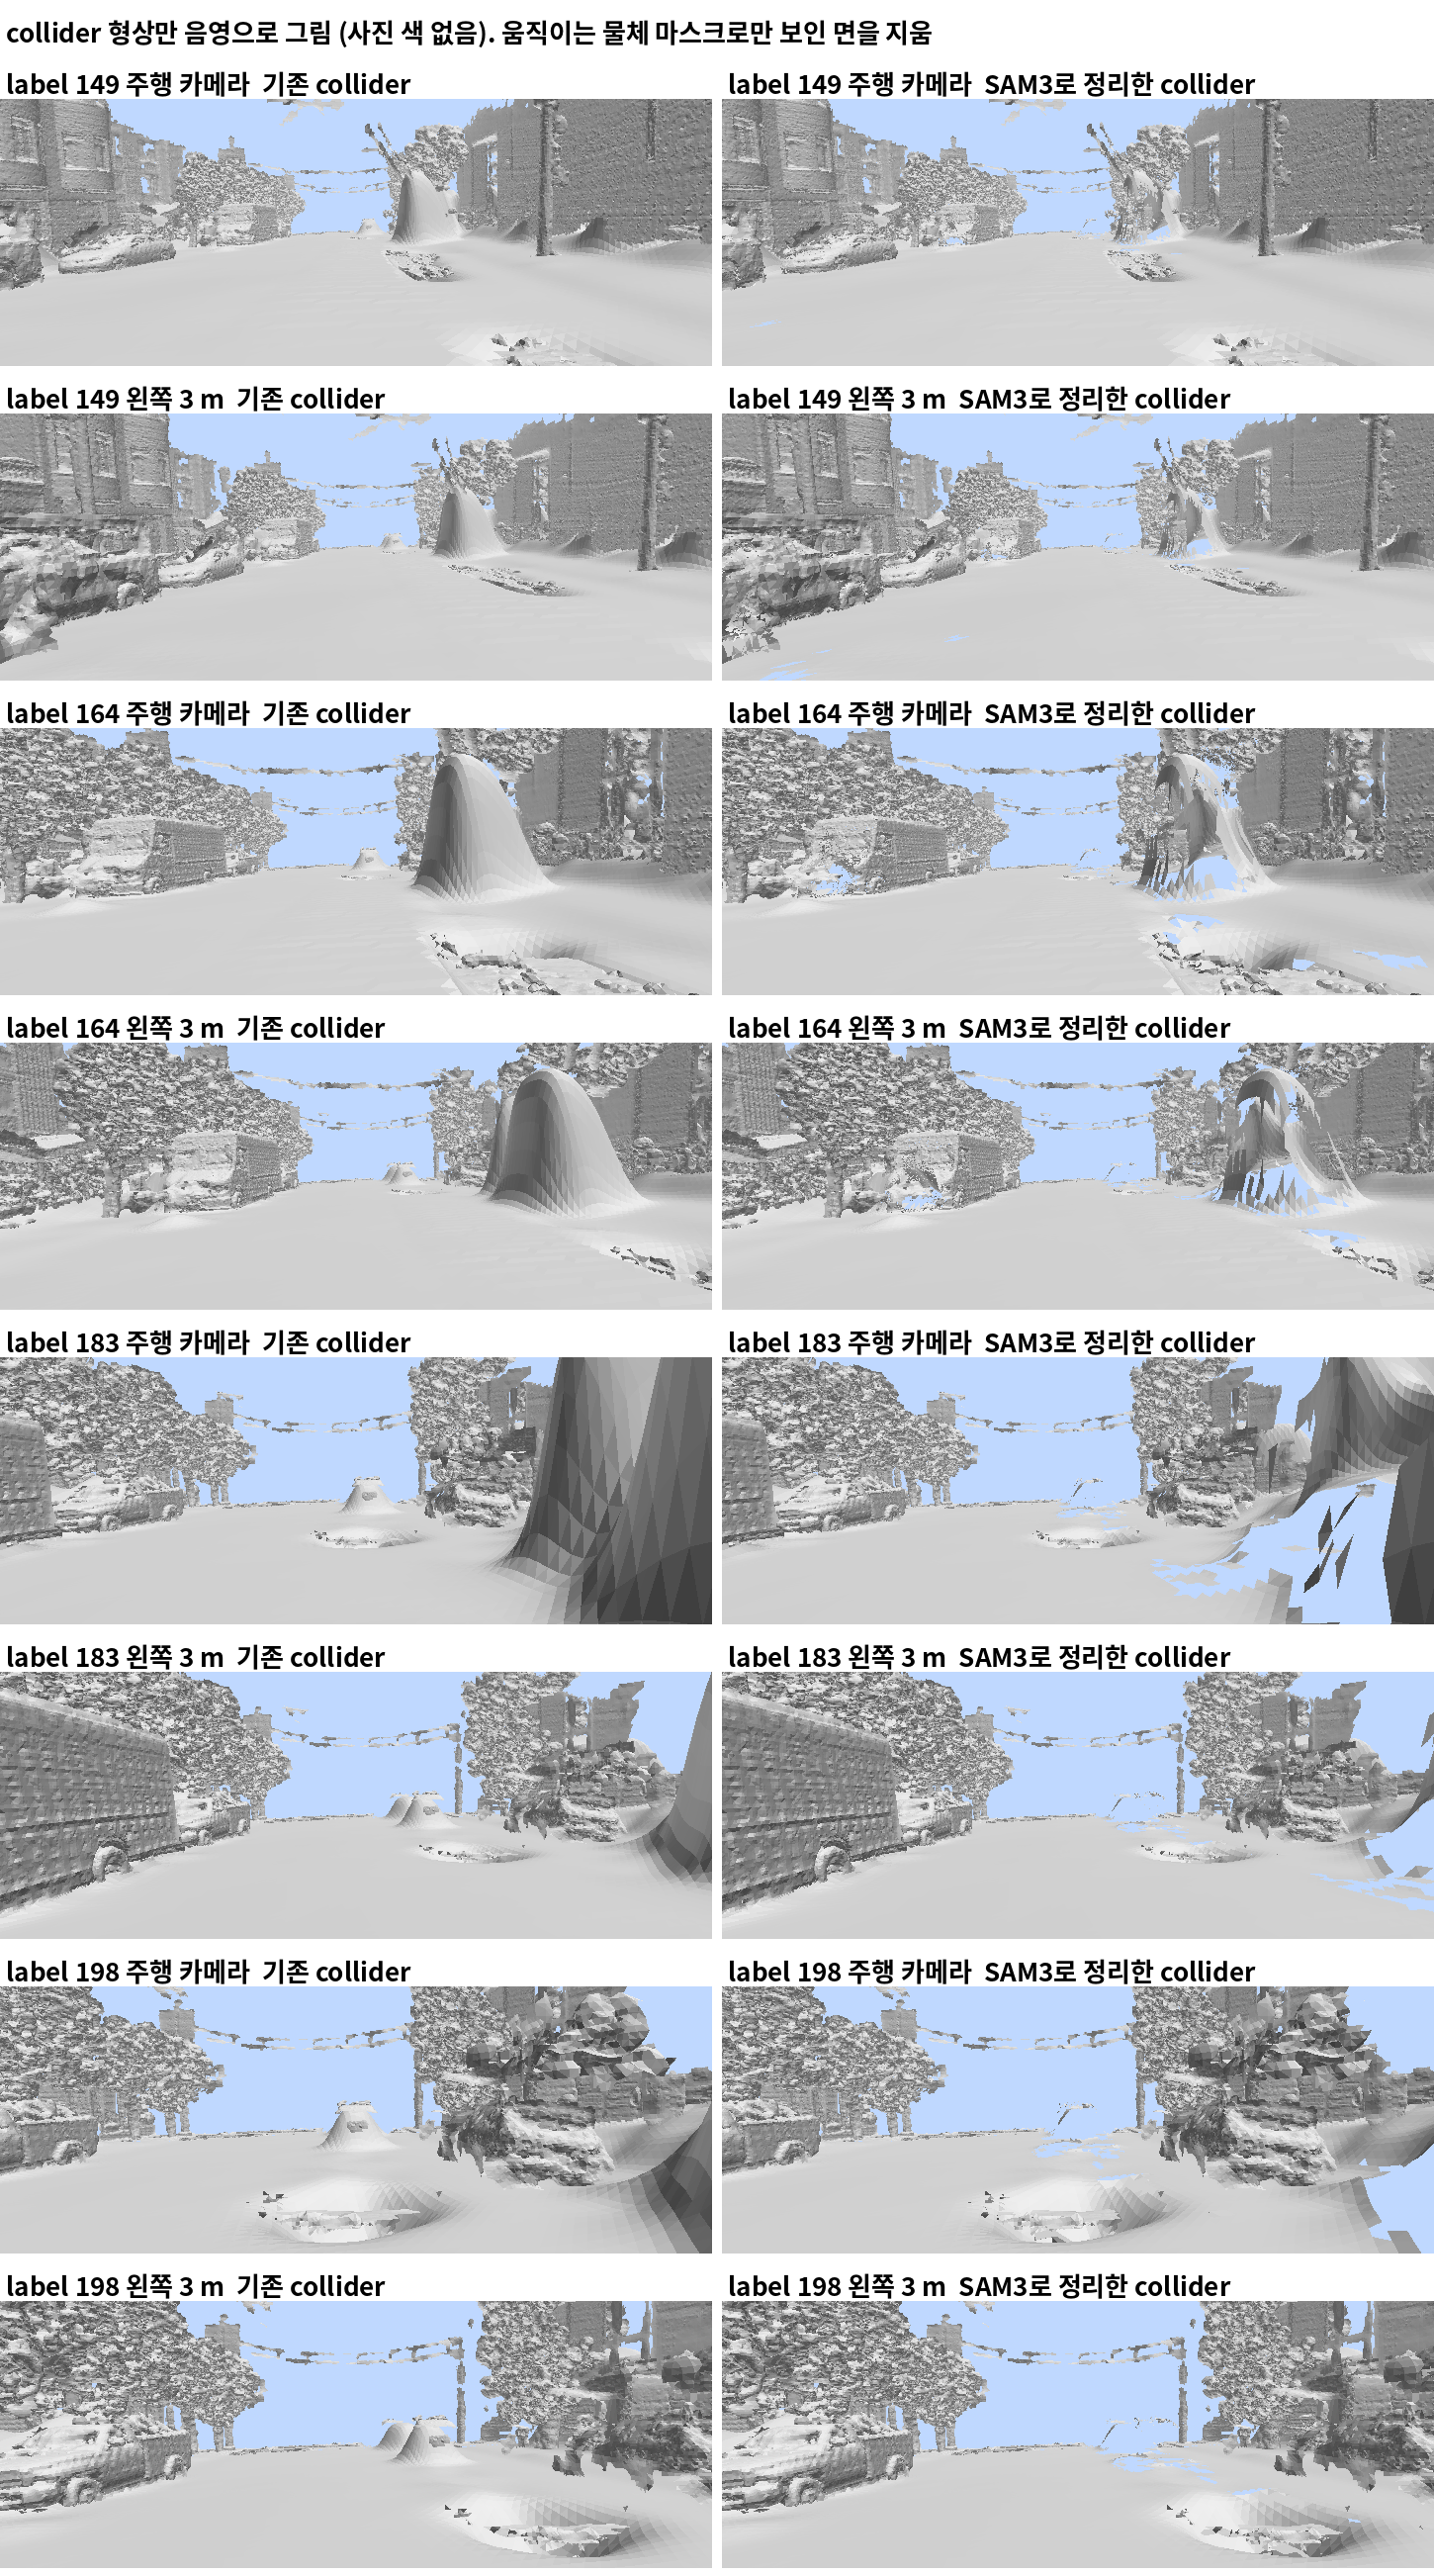 collider 형상만 음영으로 그림 (사진 색 없음). 움직이는 물체 마스크로만 보인 면을 지움
label 149 주행 카메라 기존 collider
label 149 주행 카메라 SAM3로 정리한 collider
label 149 왼쪽 3 m 기존 collider
label 149 왼쪽 3 m SAM3로 정리한 collider
label 164 주행 카메라 기존 collider
label 164 주행 카메라 SAM3로 정리한 collider
label 164 왼쪽 3 m 기존 collider
label 164 왼쪽 3 m SAM3로 정리한 collider
label 183 주행 카메라 기존 collider
label 183 주행 카메라 SAM3로 정리한 collider
label 183 왼쪽 3 m 기존 collider
label 183 왼쪽 3 m SAM3로 정리한 collider
label 198 주행 카메라 기존 collider
label 198 주행 카메라 SAM3로 정리한 collider
label 198 왼쪽 3 m 기존 collider
label 198 왼쪽 3 m SAM3로 정리한 collider